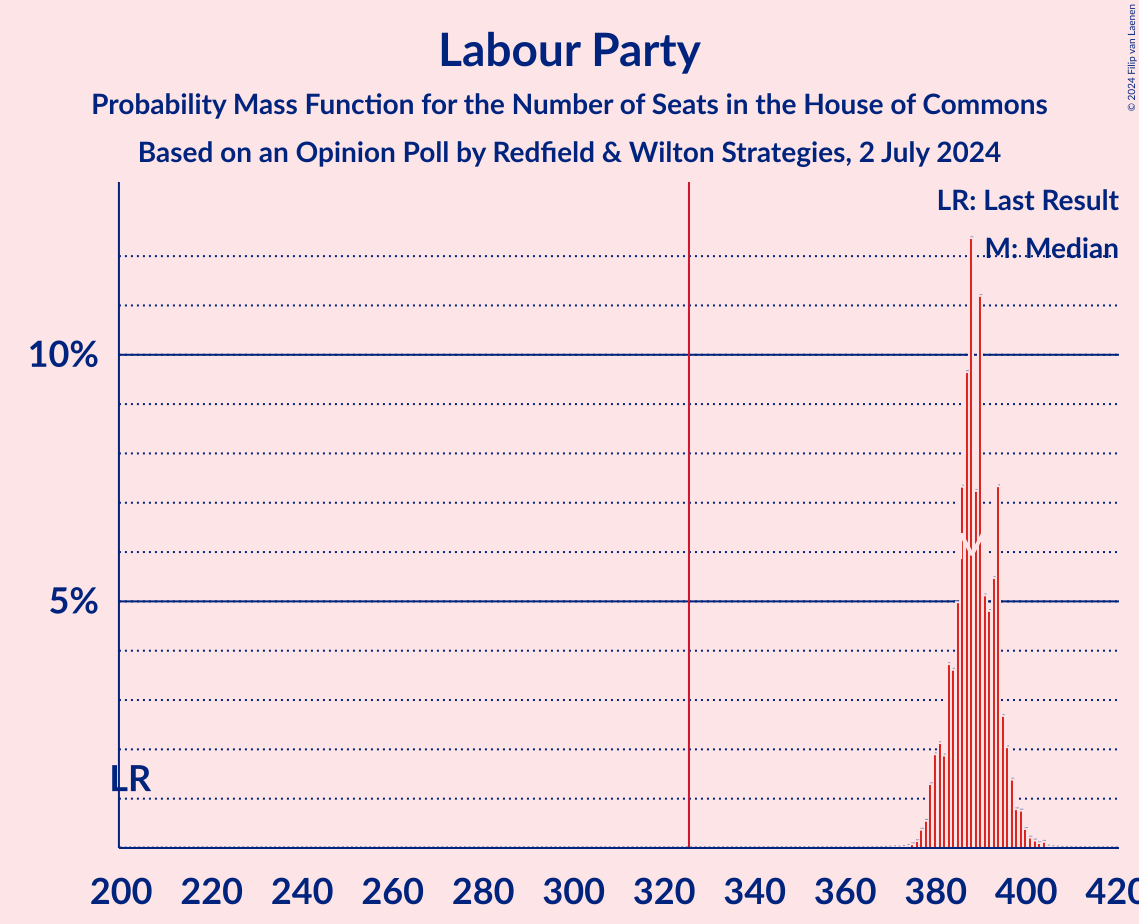 Labour Party
Probability Mass Function for the Number of Seats in the House of Commons
Based on an Opinion Poll by Redfield & Wilton Strategies, 2 July 2024
© 2024 Filip van Laenen
LR: Last Result
M: Median
10%
5%
M
LR
200 220 240 260 280 300 320 340 360 380 400 420